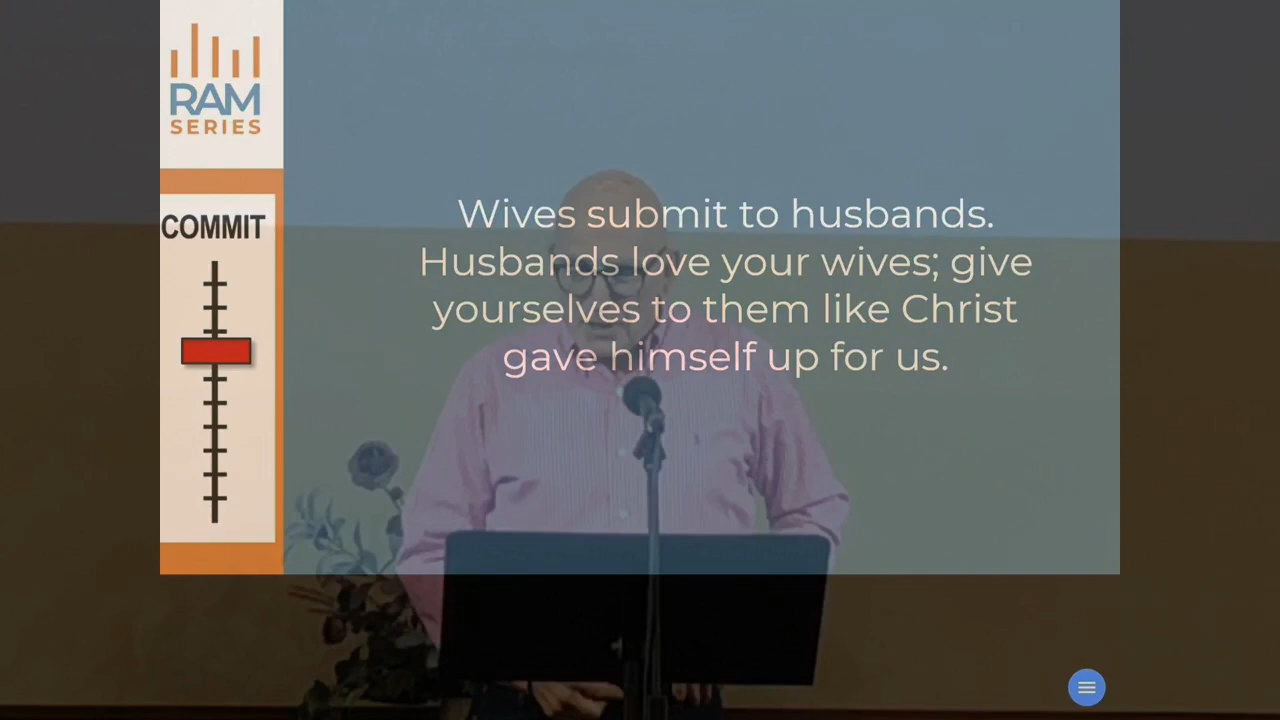 RAM
SERIES
COMMIT
Wives submit to husbands.
Husbands love your wives; give
yourselves to them like Christ
gave himself up for us.